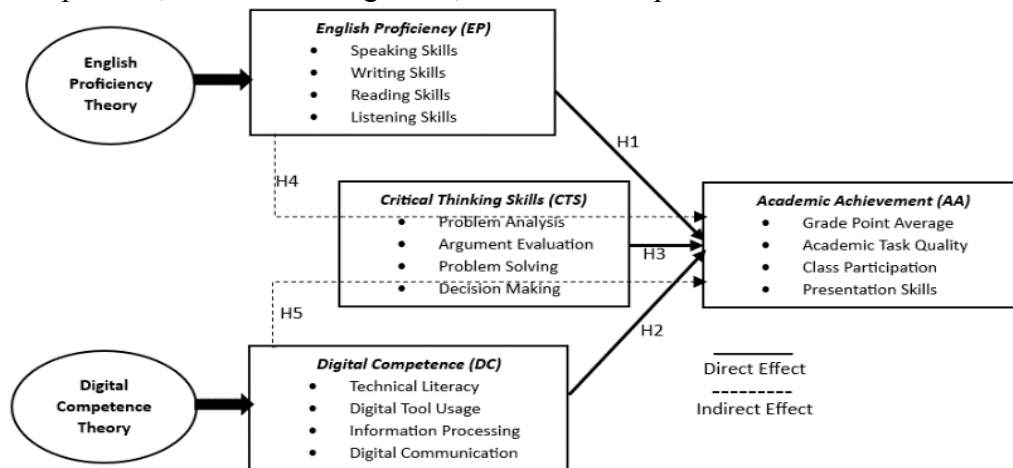 English
Proficiency
Theory
English Proficiency (EP)
• Speaking Skills
• Writing Skills
• Reading Skills
• Listening Skills
H1
H4
Critical Thinking Skills (CTS)
• Problem Analysis
• Argument Evaluation
• Problem Solving
• Decision Making
H3
Academic Achievement (AA)
• Grade Point Average
• Academic Task Quality
• Class Participation
• Presentation Skills
H5
H2
Digital
Competence
Theory
Digital Competence (DC)
• Technical Literacy
• Digital Tool Usage
• Information Processing
• Digital Communication
Direct Effect
Indirect Effect